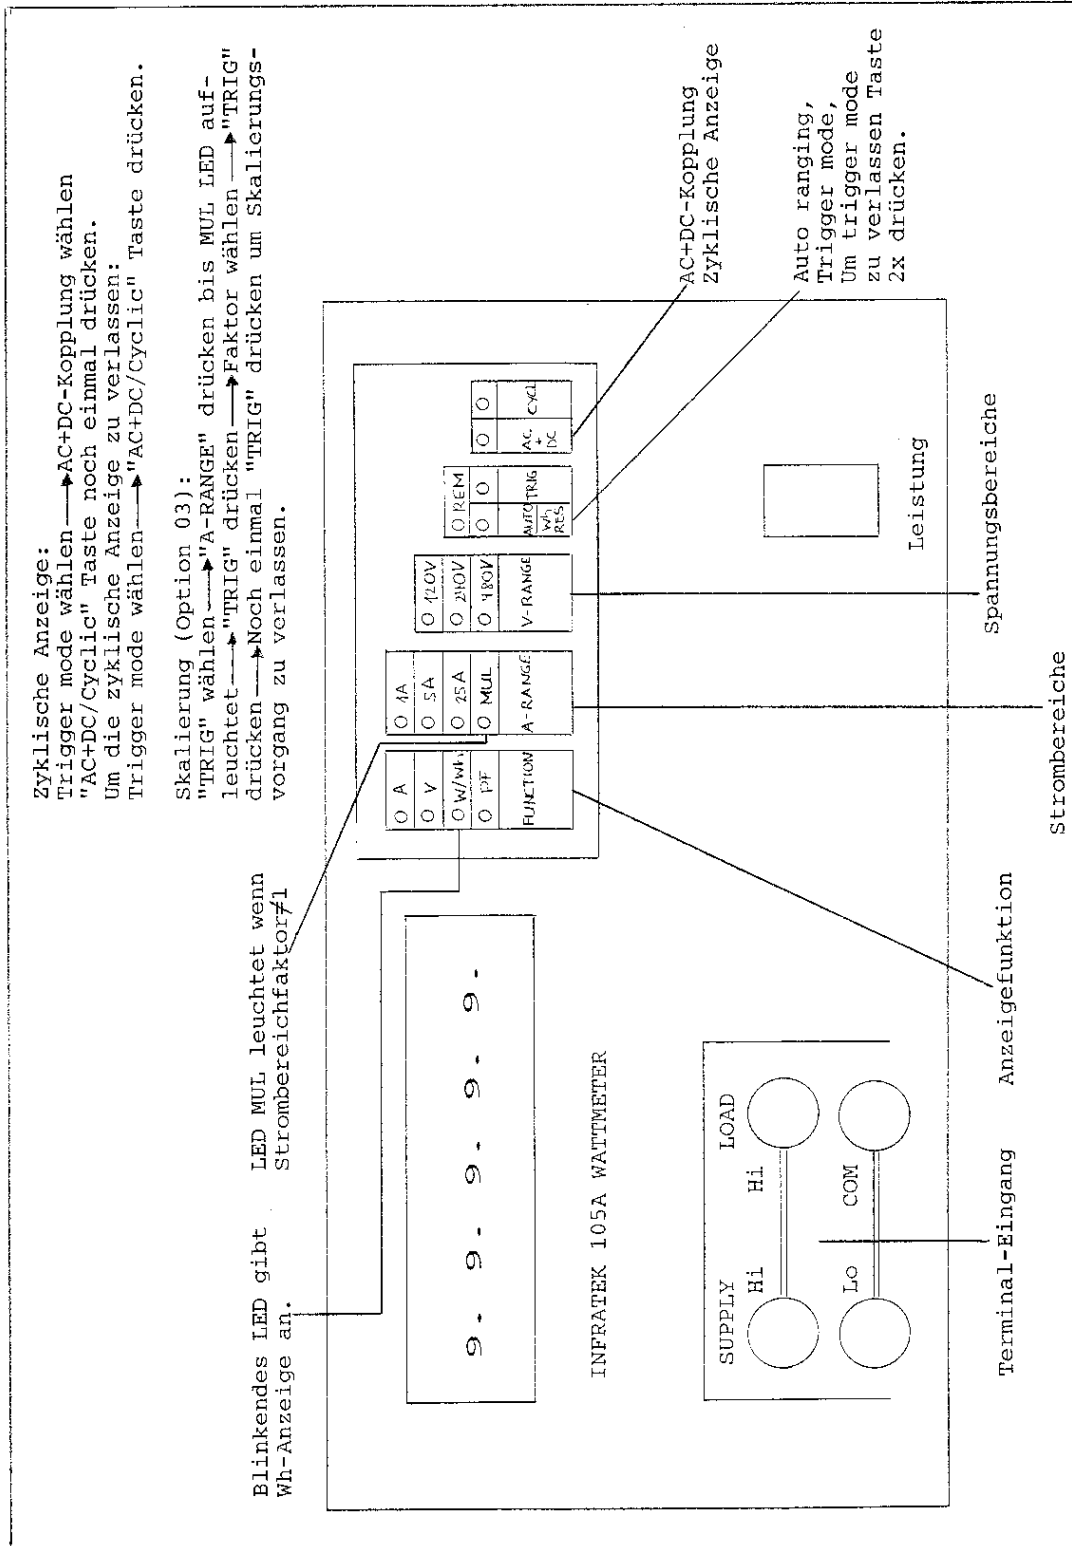 Zyklische Anzeige:
Trigger mode wählen→AC+DC-Kopplung wählen
"AC+DC/Cyclic" Taste noch einmal drücken.
Um die zyklische Anzeige zu verlassen:
Trigger mode wählen→"AC+DC/Cyclic" Taste drücken.
Skalierung (Option 03):
"TRIG" wählen→"A-RANGE" drücken bis MUL LED auf-
leuchtet→"TRIG" drücken→Faktor wählen→"TRIG"
drücken→Noch einmal "TRIG" drücken um Skalierungs-
vorgang zu verlassen.
Blinkendes LED gibt
Wh-Anzeige an.
LED MUL leuchtet wenn
Strombereichfaktor≠1
9. 9. 9. 9. 9.
INFRATEK 105A WATTMETER
A
V
W/Wh
PF
FUNCTION
1A
5A
25A
MUL
A-RANGE
120V
240V
480V
V-RANGE
REM
AUTO
TRIG
Wh
RES
AC
+
DC
CYCL
AC+DC-Kopplung
Zyklische Anzeige
Auto ranging,
Trigger mode,
Um trigger mode
zu verlassen Taste
2x drücken.
SUPPLY
LOAD
Hi
Hi
Lo
COM
Leistung
Terminal-Eingang
Anzeigefunktion
Strombereiche
Spannungsbereiche